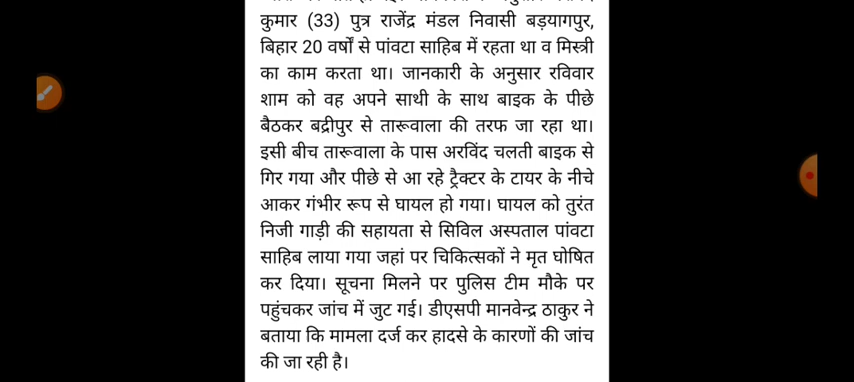 कुमार (33) पुत्र राजेंद्र मंडल निवासी बड़यागपुर,
बिहार 20 वर्षों से पांवटा साहिब में रहता था व मिस्त्री
का काम करता था। जानकारी के अनुसार रविवार
शाम को वह अपने साथी के साथ बाइक के पीछे
बैठकर बद्रीपुर से तारूवाला की तरफ जा रहा था।
इसी बीच तारूवाला के पास अरविंद चलती बाइक से
गिर गया और पीछे से आ रहे ट्रैक्टर के टायर के नीचे
आकर गंभीर रूप से घायल हो गया। घायल को तुरंत
निजी गाड़ी की सहायता से सिविल अस्पताल पांवटा
साहिब लाया गया जहां पर चिकित्सकों ने मृत घोषित
कर दिया। सूचना मिलने पर पुलिस टीम मौके पर
पहुंचकर जांच में जुट गई। डीएसपी मानवेन्द्र ठाकुर ने
बताया कि मामला दर्ज कर हादसे के कारणों की जांच
की जा रही है।